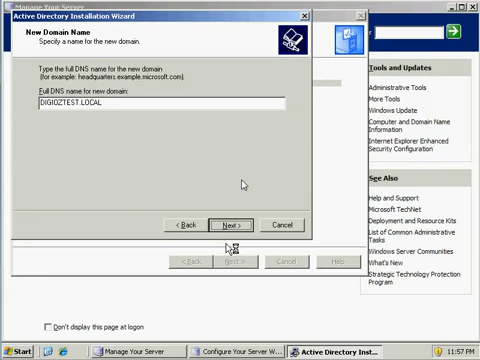 Manage Your Server
Active Directory Installation Wizard
New Domain Name
Specify a name for the new domain.
Type the full DNS name for the new domain
(for example: headquarters.example.microsoft.com).
Full DNS name for new domain:
DIGIOZTEST.LOCAL
< Back
Next >
Cancel
< Back
Next >
Cancel
Help
Tools and Updates
Administrative Tools
More Tools
Windows Update
Computer and Domain Name
Information
Internet Explorer Enhanced
Security Configuration
See Also
Help and Support
Microsoft TechNet
Deployment and Resource Kits
List of Common Administrative
Tasks
Windows Server Communities
What's New
Strategic Technology Protection
Program
Don't display this page at logon
Start
Manage Your Server
Configure Your Server W...
Active Directory Inst...
11:57 PM